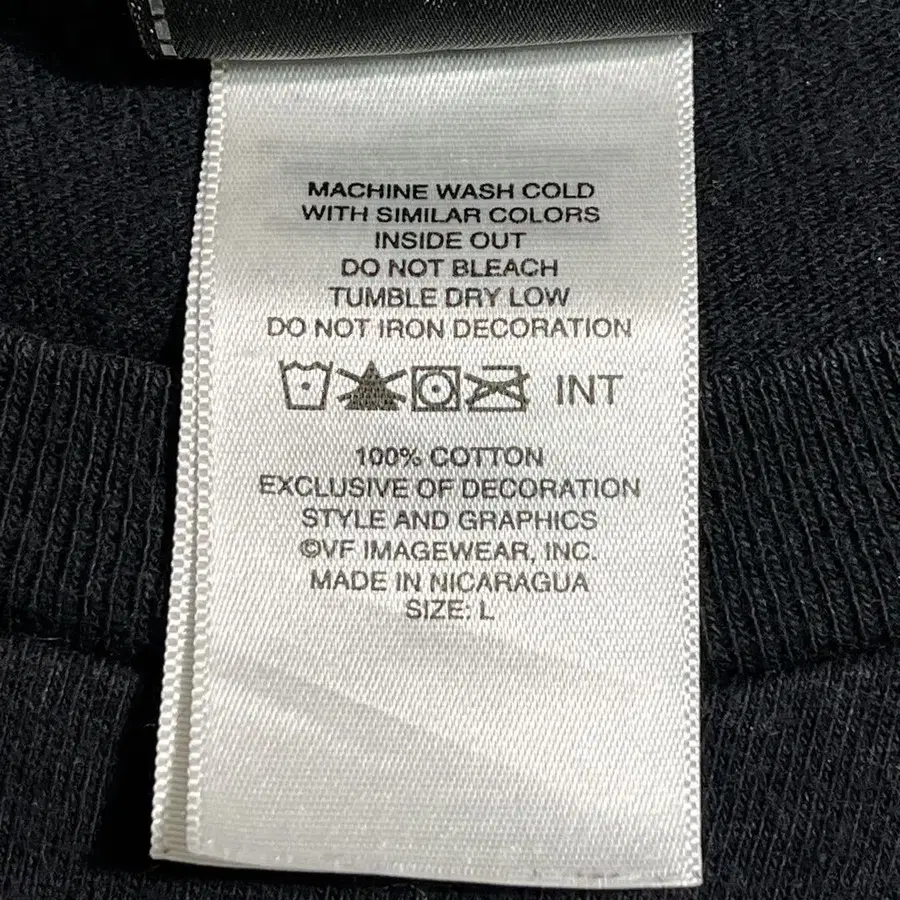 MACHINE WASH COLD
WITH SIMILAR COLORS
INSIDE OUT
DO NOT BLEACH
TUMBLE DRY LOW
DO NOT IRON DECORATION
INT
100% COTTON
EXCLUSIVE OF DECORATION
STYLE AND GRAPHICS
©VF IMAGEWEAR, INC.
MADE IN NICARAGUA
SIZE: L